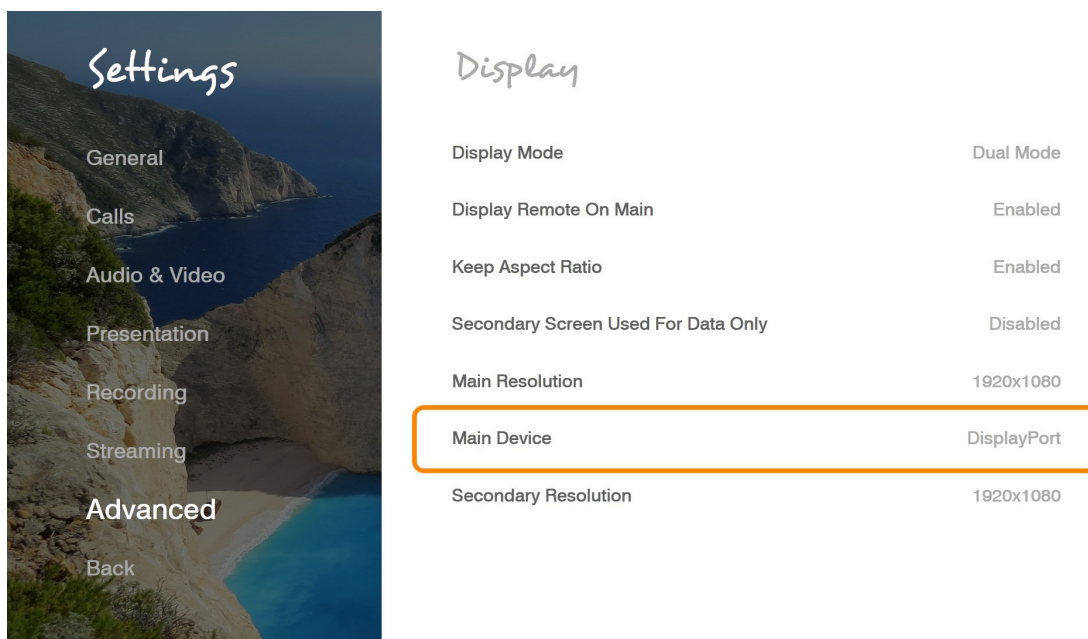 Settings
General
Calls
Audio & Video
Presentation
Recording
Streaming
Advanced
Back
Display
Display Mode Dual Mode
Display Remote On Main Enabled
Keep Aspect Ratio Enabled
Secondary Screen Used For Data Only Disabled
Main Resolution 1920x1080
Main Device DisplayPort
Secondary Resolution 1920x1080